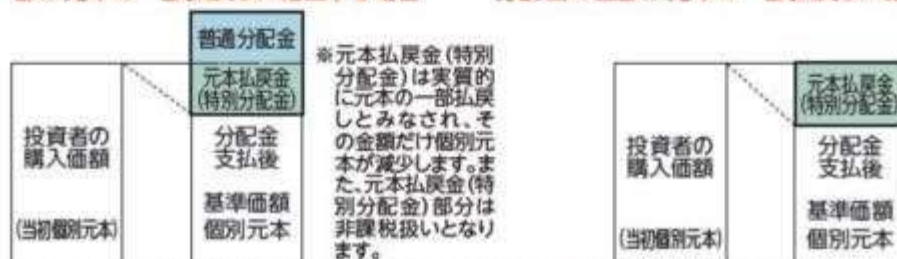 普通分配金
元本払戻金
(特別分配金)
投資者の
購入価額
(当初個別元本)
分配金
支払後
基準価額
個別元本
※元本払戻金(特別
分配金)は実質的
に元本の一部払戻
しとみなされ、そ
の金額だけ個別元
本が減少します。ま
た、元本払戻金(特
別分配金)部分は
非課税扱いとなり
ます。
元本払戻金
(特別分配金)
投資者の
購入価額
(当初個別元本)
分配金
支払後
基準価額
個別元本